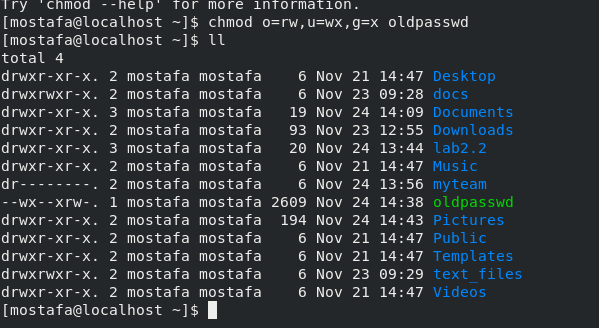 Try 'chmod --help' for more information.
[mostafa@localhost ~]$ chmod o=rw,u=wx,g=x oldpasswd
[mostafa@localhost ~]$ ll
total 4
drwxr-xr-x. 2 mostafa mostafa    6 Nov 21 14:47 Desktop
drwxrwxr-x. 2 mostafa mostafa    6 Nov 23 09:28 docs
drwxr-xr-x. 3 mostafa mostafa   19 Nov 24 14:09 Documents
drwxr-xr-x. 2 mostafa mostafa   93 Nov 23 12:55 Downloads
drwxr-xr-x. 3 mostafa mostafa   20 Nov 24 13:44 lab2.2
drwxr-xr-x. 2 mostafa mostafa    6 Nov 21 14:47 Music
dr--------. 2 mostafa mostafa    6 Nov 24 13:56 myteam
--wx--xrw-. 1 mostafa mostafa 2609 Nov 24 14:38 oldpasswd
drwxr-xr-x. 2 mostafa mostafa  194 Nov 24 14:43 Pictures
drwxr-xr-x. 2 mostafa mostafa    6 Nov 21 14:47 Public
drwxr-xr-x. 2 mostafa mostafa    6 Nov 21 14:47 Templates
drwxrwxr-x. 2 mostafa mostafa    6 Nov 23 09:29 text_files
drwxr-xr-x. 2 mostafa mostafa    6 Nov 21 14:47 Videos
[mostafa@localhost ~]$